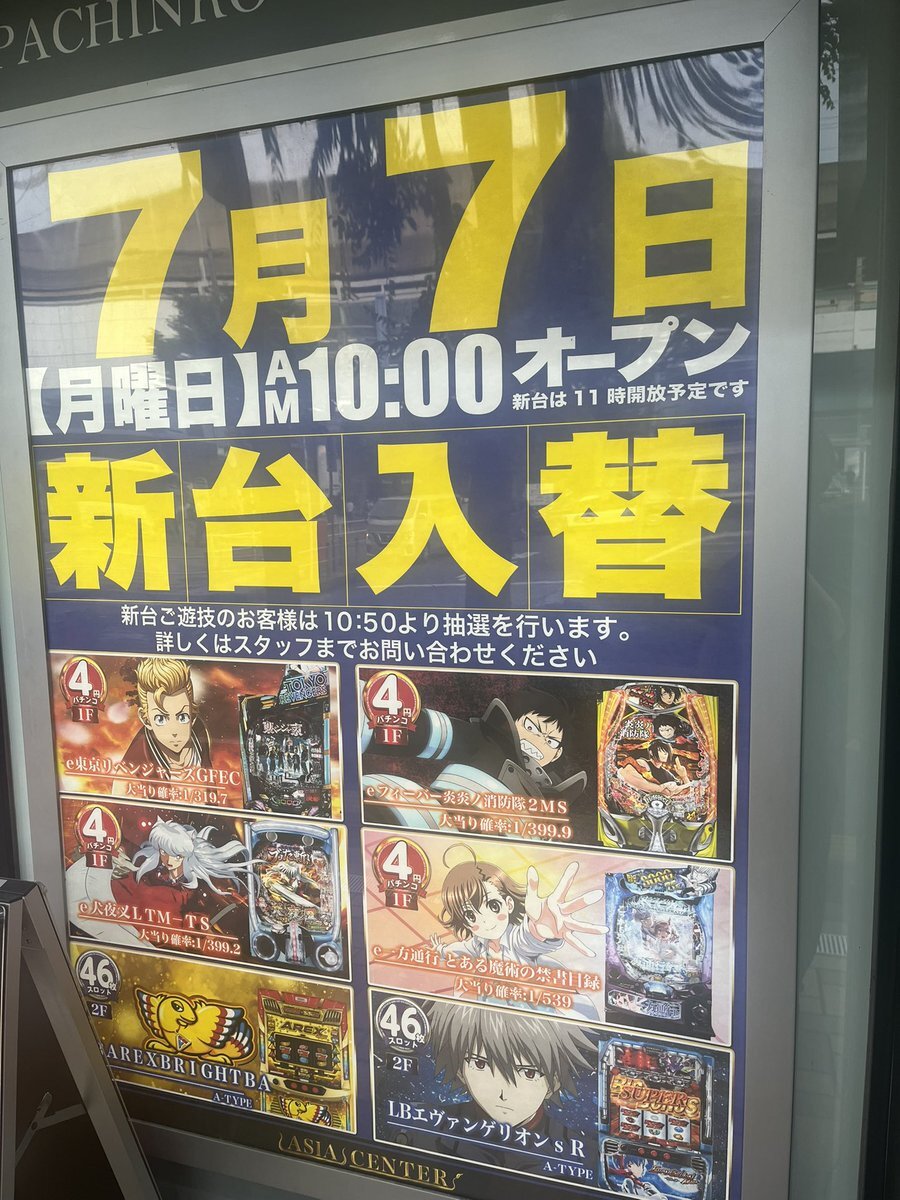 PACHINKO
7月7日
【月曜日】AM10:00オープン
新台は11時開放予定です
新台入替
新台ご遊技のお客様は10:50より抽選を行います。
詳しくはスタッフまでお問い合わせください
4円
パチンコ
1F
TOKYO
REVENGERS
e東京リベンジャーズGFEC
大当り確率:1/319.7
4円
パチンコ
1F
炎炎ノ
消防隊
eフィーバー炎炎ノ消防隊2MS
大当り確率:1/399.9
4円
パチンコ
1F
e犬夜叉LTM-TS
大当り確率:1/399.2
4円
パチンコ
1F
e一方通行 とある魔術の禁書目録
大当り確率:1/539
46枚
スロット
2F
AREX
AREXBRIGHTBA
A-TYPE
46枚
スロット
2F
BIG
SUPERS
LBエヴァンゲリオンsR
A-TYPE
ASIA CENTER